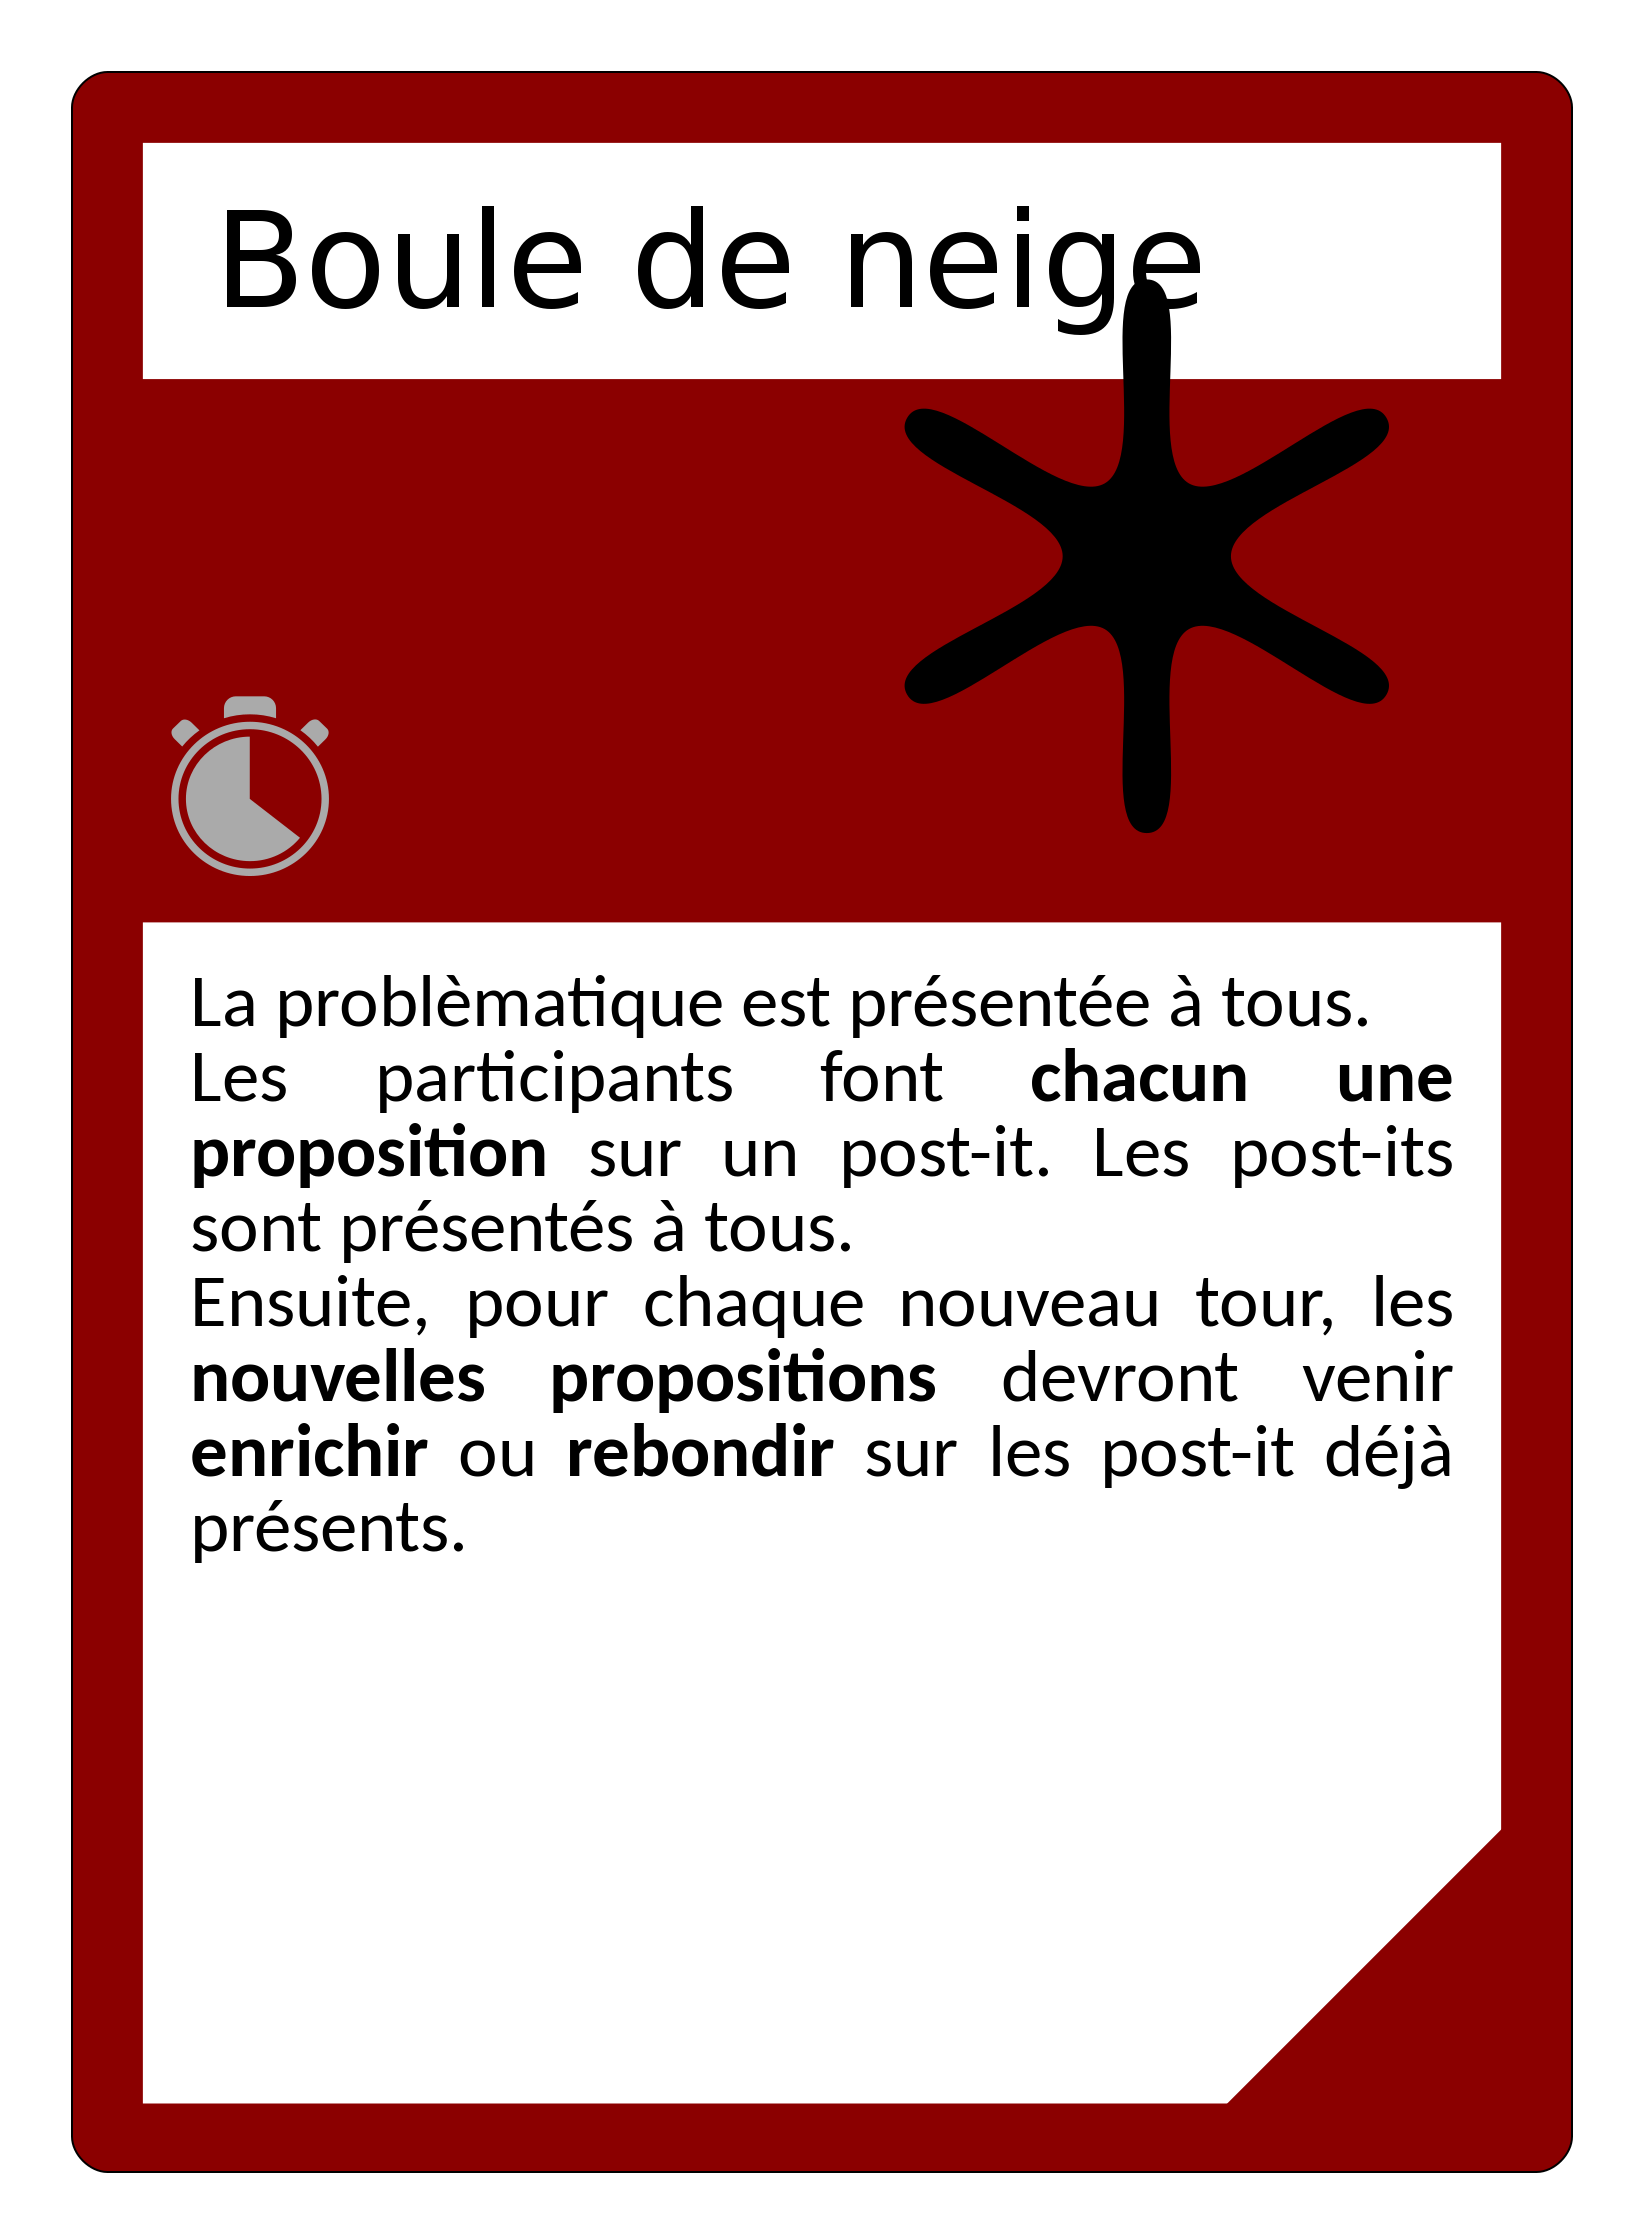 Boule de neige
La problèmatique est présentée à tous.
Les participants font chacun une
proposition sur un post-it. Les post-its
sont présentés à tous.
Ensuite, pour chaque nouveau tour, les
nouvelles propositions devront venir
enrichir ou rebondir sur les post-it déjà
présents.